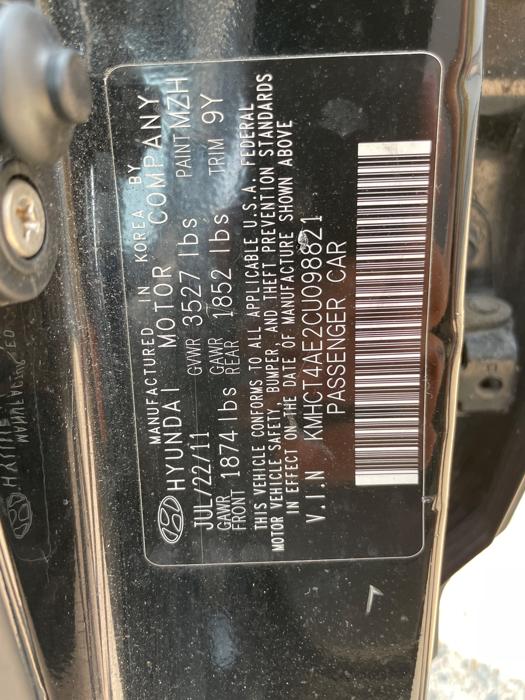 MANUFACTURED IN KOREA BY
HYUNDAI MOTOR COMPANY
JUL/22/11 GVWR 3527 lbs PAINT MZH
GAWR FRONT 1874 lbs GAWR REAR 1852 lbs TRIM 9Y
THIS VEHICLE CONFORMS TO ALL APPLICABLE U.S.A. FEDERAL
MOTOR VEHICLE SAFETY, BUMPER, AND THEFT PREVENTION STANDARDS
IN EFFECT ON THE DATE OF MANUFACTURE SHOWN ABOVE
V.I.N KMHCT4AE2CU098821
PASSENGER CAR